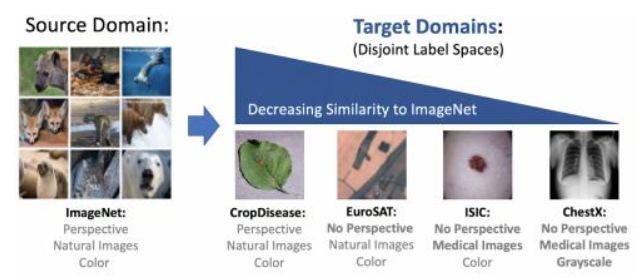 Source Domain:
Target Domains:
(Disjoint Label Spaces)
Decreasing Similarity to ImageNet
ImageNet:
Perspective
Natural Images
Color
CropDisease:
Perspective
Natural Images
Color
EuroSAT:
No Perspective
Natural Images
Color
ISIC:
No Perspective
Medical Images
Color
ChestX:
No Perspective
Medical Images
Grayscale